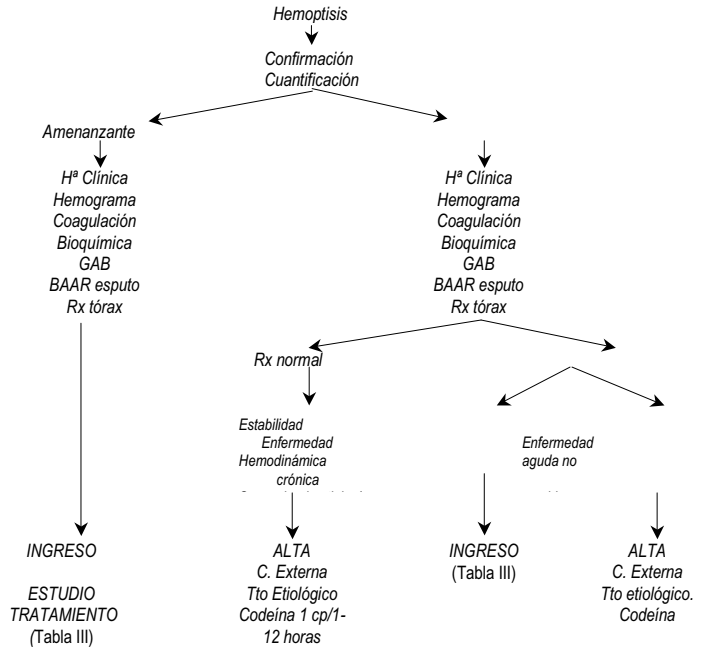 Hemoptisis
Confirmación
Cuantificación
Amenanzante
Hª Clínica
Hemograma
Coagulación
Bioquímica
GAB
BAAR esputo
Rx tórax
Hª Clínica
Hemograma
Coagulación
Bioquímica
GAB
BAAR esputo
Rx tórax
Rx normal
Estabilidad
Enfermedad
Hemodinámica
crónica
Enfermedad
aguda no
INGRESO
ESTUDIO
TRATAMIENTO
(Tabla III)
ALTA
C. Externa
Tto Etiológico
Codeína 1 cp/1-
12 horas
INGRESO
(Tabla III)
ALTA
C. Externa
Tto etiológico.
Codeína